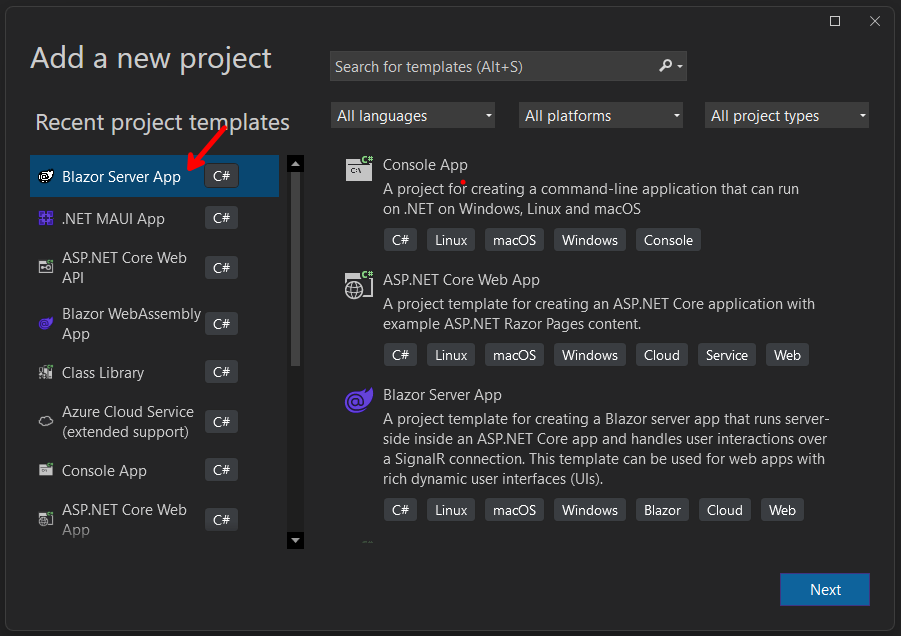 Add a new project
Search for templates (Alt+S)
All languages
All platforms
All project types
Recent project templates
Blazor Server App
C#
.NET MAUI App
C#
ASP.NET Core Web
API
C#
Blazor WebAssembly
App
C#
Class Library
C#
Azure Cloud Service
(extended support)
C#
Console App
C#
ASP.NET Core Web
App
C#
Console App
A project for creating a command-line application that can run
on .NET on Windows, Linux and macOS
C# Linux macOS Windows Console
ASP.NET Core Web App
A project template for creating an ASP.NET Core application with
example ASP.NET Razor Pages content.
C# Linux macOS Windows Cloud Service Web
Blazor Server App
A project template for creating a Blazor server app that runs server-
side inside an ASP.NET Core app and handles user interactions over
a SignalR connection. This template can be used for web apps with
rich dynamic user interfaces (UIs).
C# Linux macOS Windows Blazor Cloud Web
Next